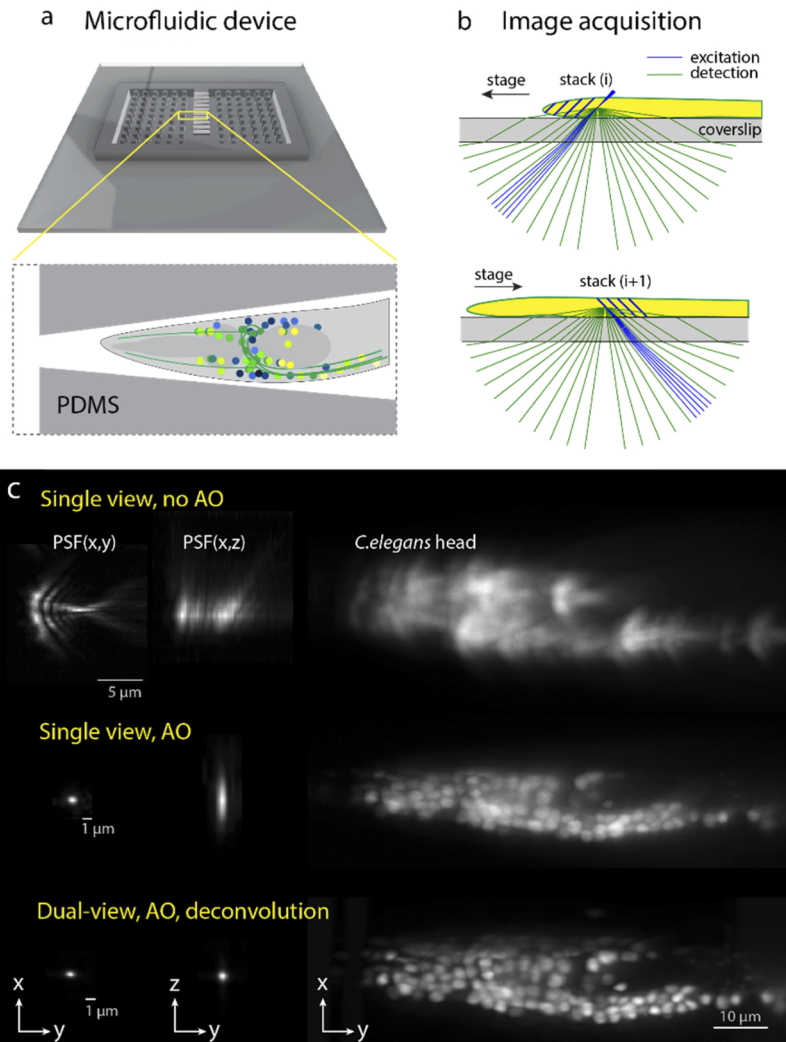 a
Microfluidic device
PDMS
b
Image acquisition
excitation
detection
stage
stack (i)
coverslip
stage
stack (i+1)
c
Single view, no AO
PSF(x,y)
PSF(x,z)
C.elegans head
5 μm
Single view, AO
1 μm
Dual-view, AO, deconvolution
x
y
1 μm
z
y
x
y
10 μm